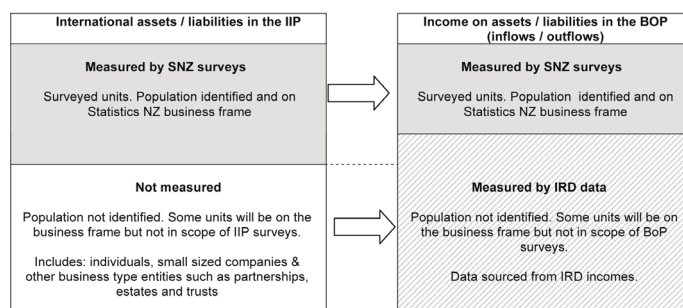 International assets / liabilities in the IIP
Measured by SNZ surveys
Surveyed units. Population identified and on
Statistics NZ business frame
Not measured
Population not identified. Some units will be on the
business frame but not in scope of IIP surveys.
Includes: individuals, small sized companies &
other business type entities such as partnerships,
estates and trusts
Income on assets / liabilities in the BOP
(inflows / outflows)
Measured by SNZ surveys
Surveyed units. Population identified and on
Statistics NZ business frame
Measured by IRD data
Population not identified. Some units will be on
the business frame but not in scope of BoP
surveys.
Data sourced from IRD incomes.